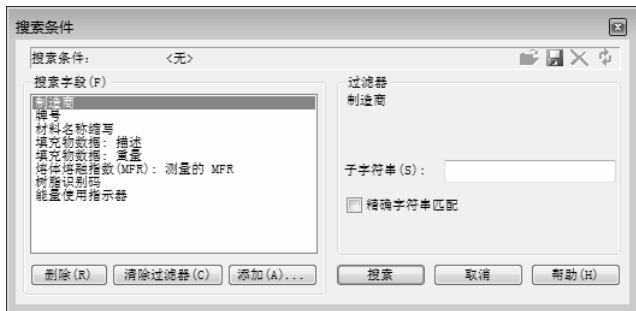 搜索条件
搜索条件： <无>
搜索字段(F)
制造商
牌号
材料名称缩写
填充物数据：描述
填充物数据：重量
熔体熔融指数(MFR)：测量的 MFR
树脂识别码
能量使用指示器
删除(R) 清除过滤器(C) 添加(A)...
过滤器
制造商
子字符串(S)：
精确字符串匹配
搜索 取消 帮助(H)